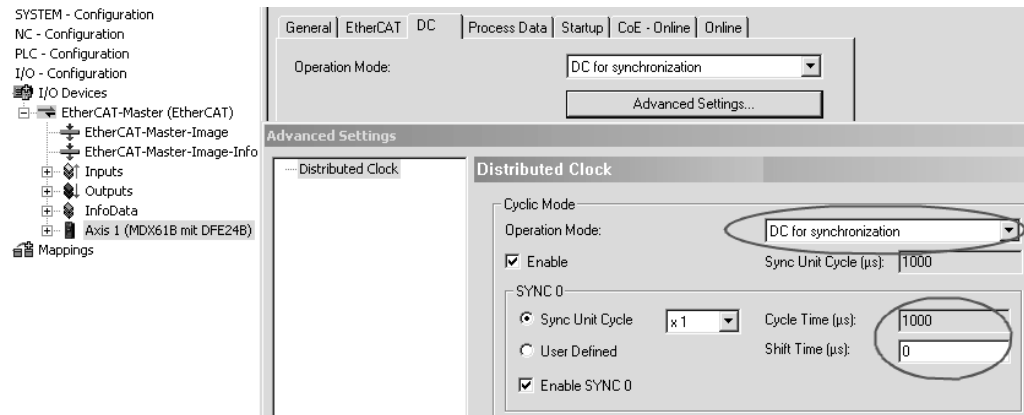 SYSTEM - Configuration
NC - Configuration
PLC - Configuration
I/O - Configuration
I/O Devices
EtherCAT-Master (EtherCAT)
EtherCAT-Master-Image
EtherCAT-Master-Image-Info
Inputs
Outputs
InfoData
Axis 1 (MDX61B mit DFE24B)
Mappings
General EtherCAT DC Process Data Startup CoE - Online Online
Operation Mode: DC for synchronization
Advanced Settings...
Advanced Settings
Distributed Clock
Distributed Clock
Cyclic Mode
Operation Mode: DC for synchronization
Enable Sync Unit Cycle (µs): 1000
SYNC 0
Sync Unit Cycle x 1 Cycle Time (µs): 1000
User Defined Shift Time (µs): 0
Enable SYNC 0